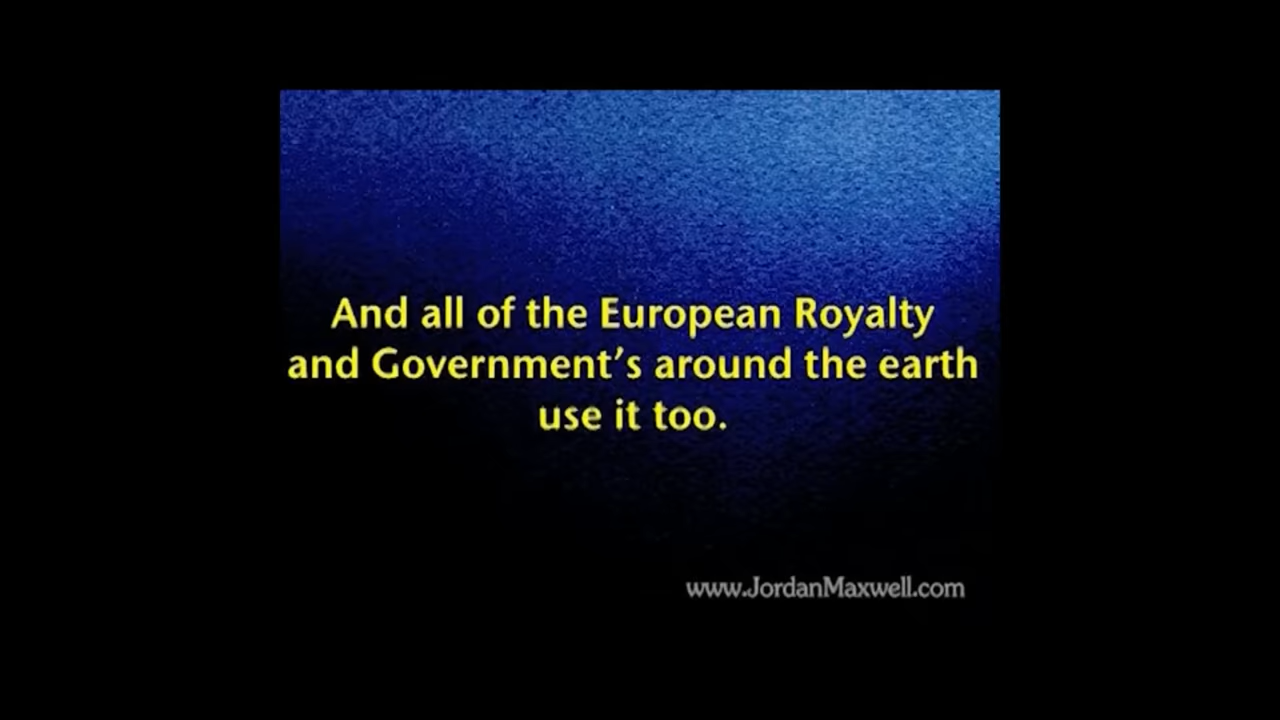 And all of the European Royalty
and Government's around the earth
use it too.
www.JordanMaxwell.com